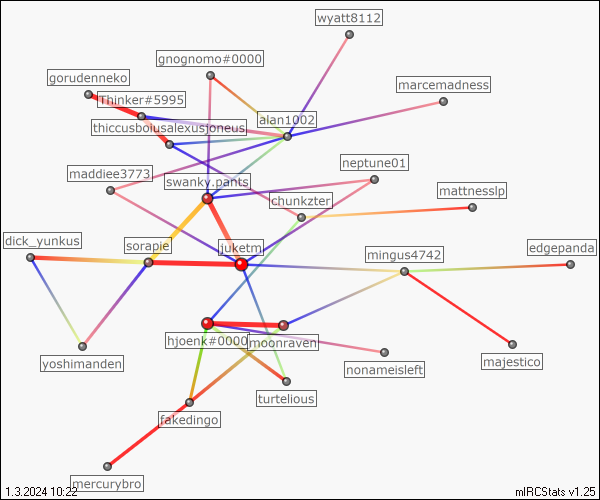 wyatt8112
gnognomo#0000
gorudenneko
marcemadness
Thinker#5995
alan1002
thiccusboiusalexusjoneus
neptune01
maddiee3773
swanky.pants
mattnesslp
chunkzter
dick_yunkus
sorapie
juketm
mingus4742
edgepanda
hjoenk#0000
moonraven
yoshimanden
nonameisleft
majestico
turtelious
fakedingo
mercurybro
1.3.2024 10:22
mIRCStats v1.25